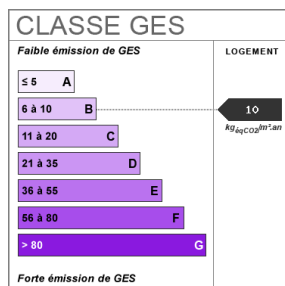 CLASSE GES
Faible émission de GES
LOGEMENT
≤ 5 A
6 à 10 B
10
kgéqCO2/m².an
11 à 20 C
21 à 35 D
36 à 55 E
56 à 80 F
> 80 G
Forte émission de GES